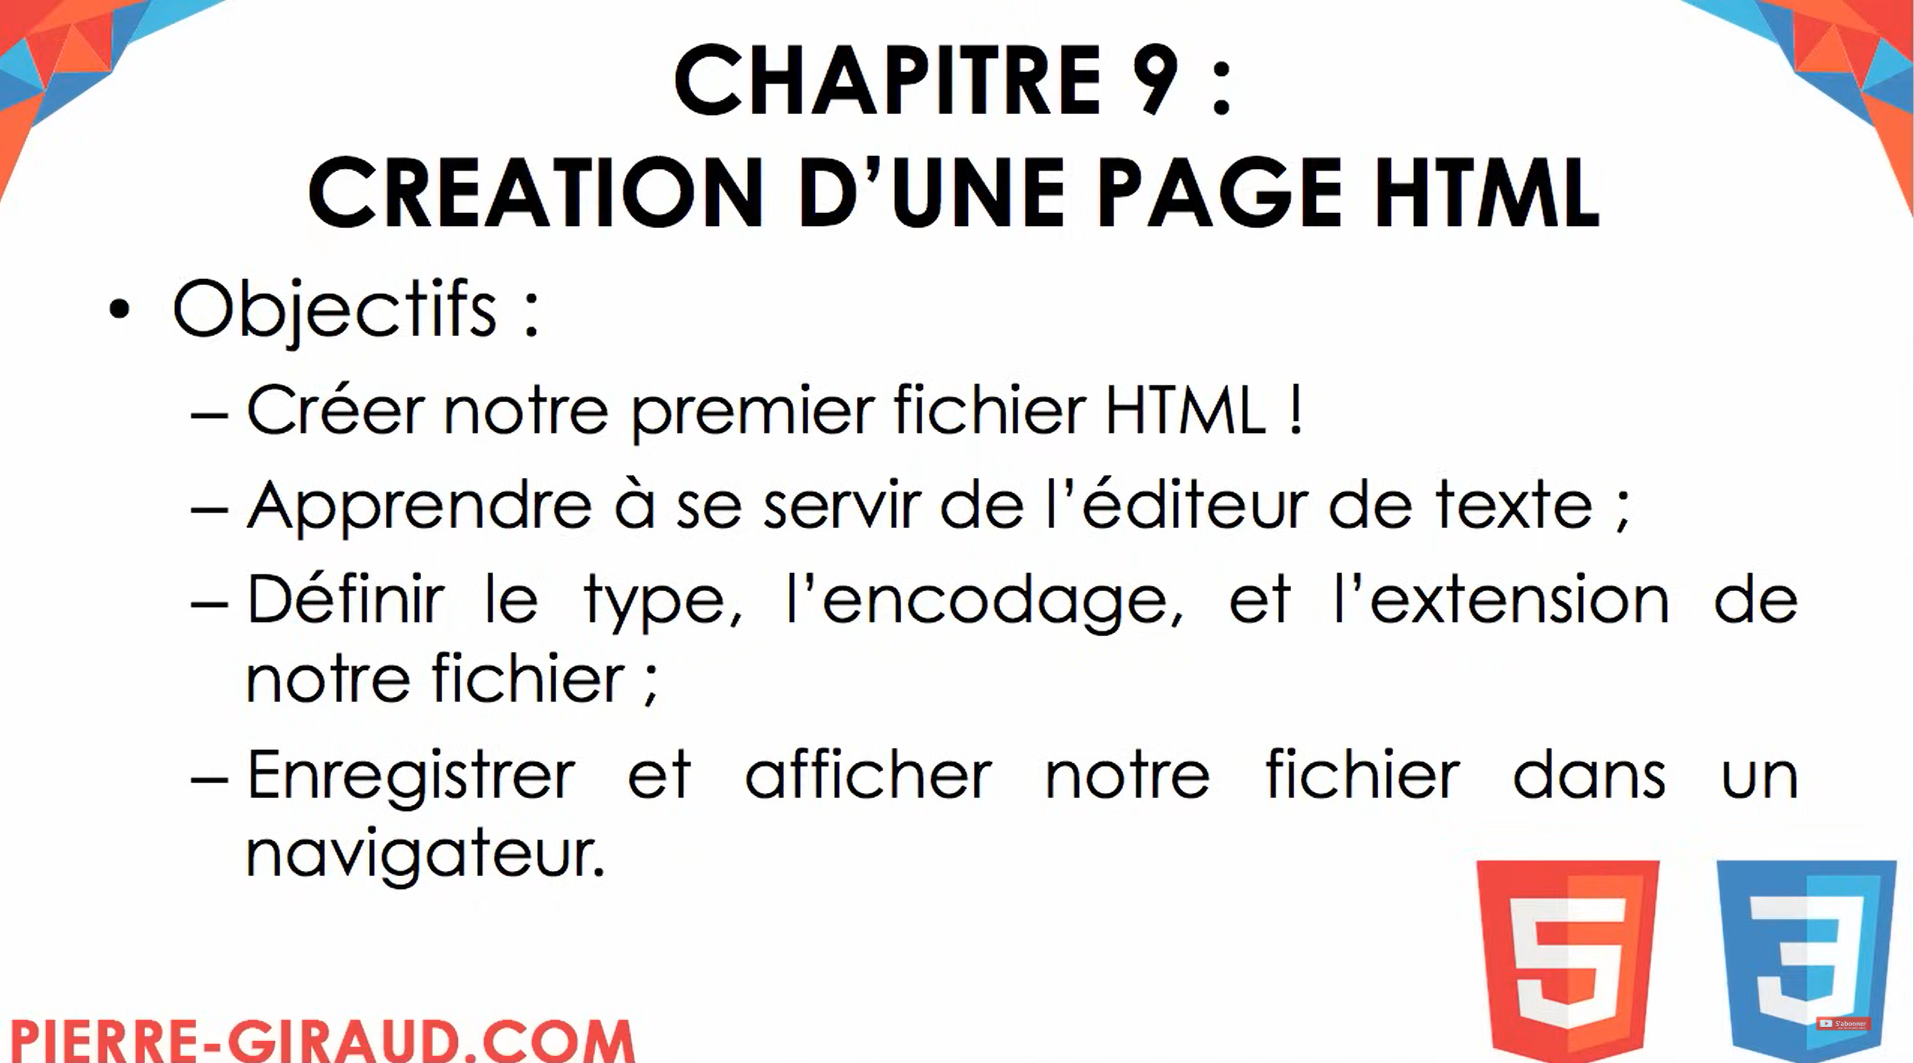 CHAPITRE 9 :
CREATION D’UNE PAGE HTML
• Objectifs :
– Créer notre premier fichier HTML !
– Apprendre à se servir de l’éditeur de texte ;
– Définir le type, l’encodage, et l’extension de
notre fichier ;
– Enregistrer et afficher notre fichier dans un
navigateur.
5
3
S'abonner
PIERRE-GIRAUD.COM